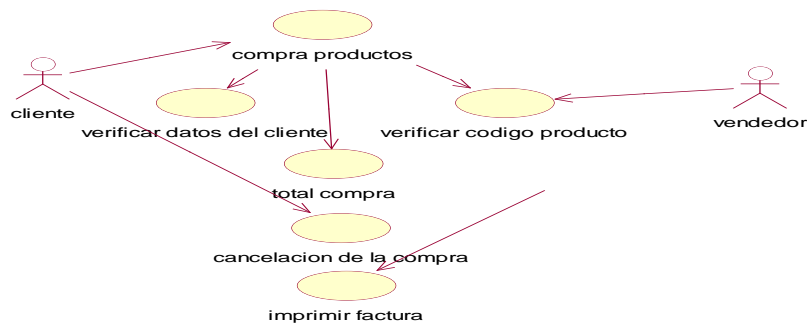 compra productos
cliente
verificar datos del cliente
verificar codigo producto
vendedor
total compra
cancelacion de la compra
imprimir factura